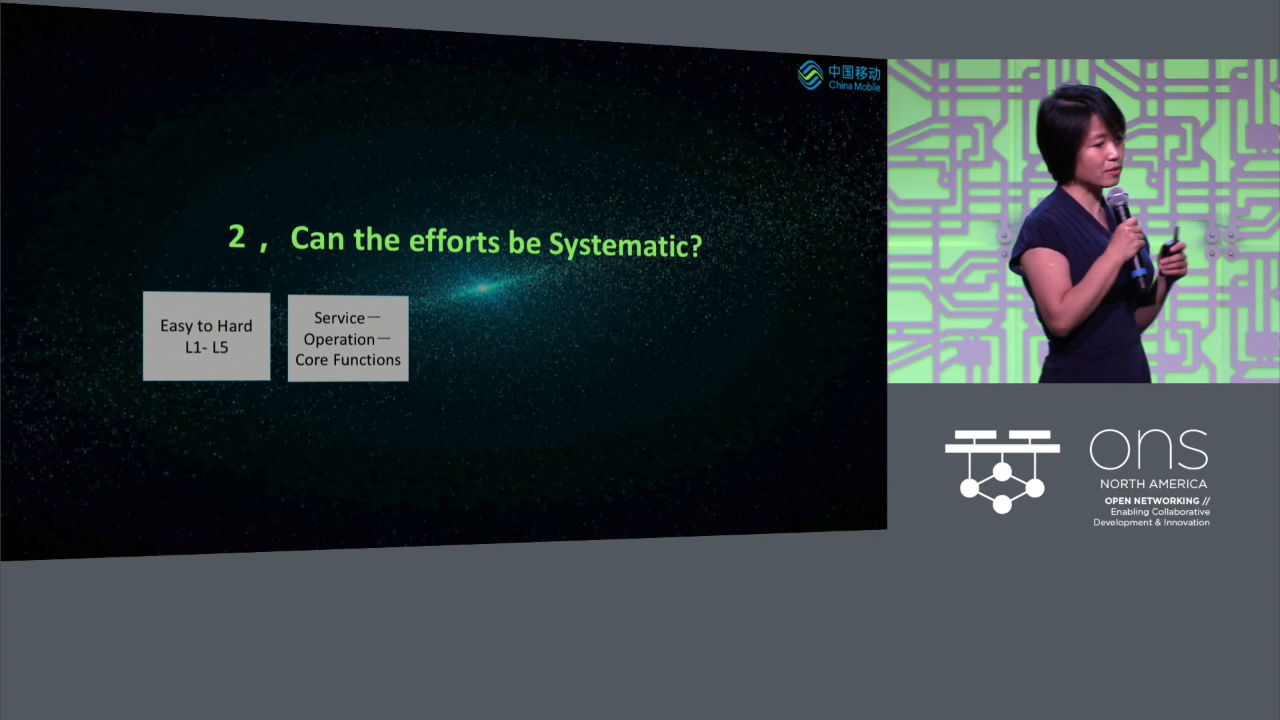 中国移动
China Mobile
2， Can the efforts be Systematic?
Easy to Hard
L1- L5
Service—
Operation—
Core Functions
ons
NORTH AMERICA
OPEN NETWORKING //
Enabling Collaborative
Development & Innovation